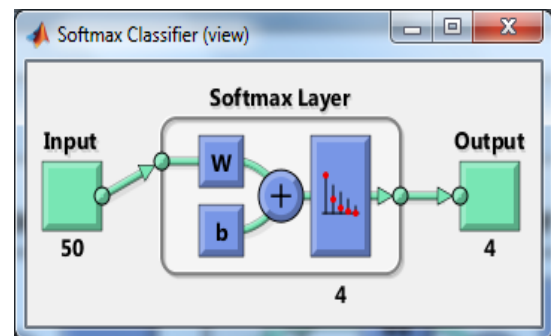 Softmax Classifier (view)
Softmax Layer
Input
Output
W
b
+
50
4
4